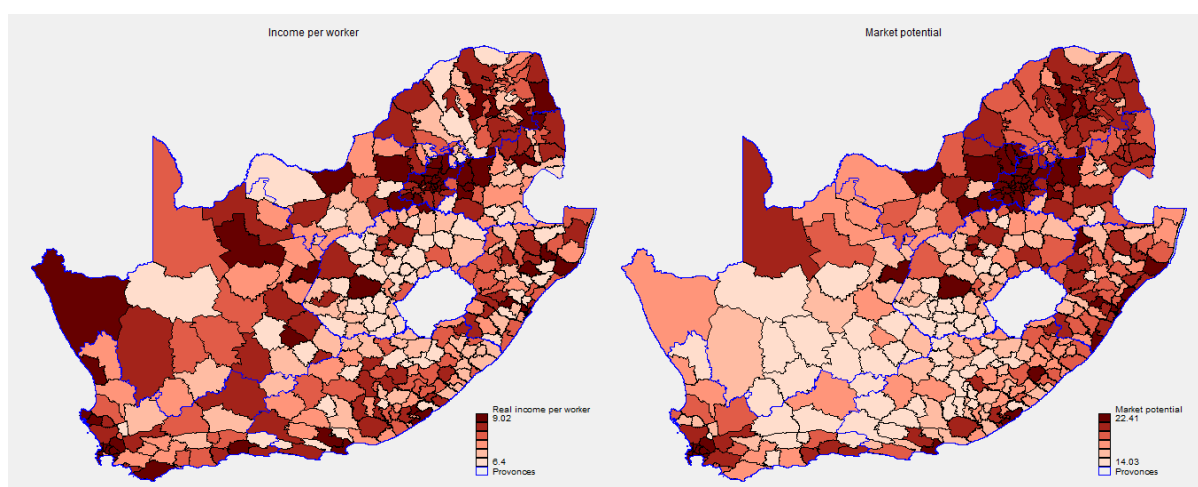 Income per worker
Market potential
Real income per worker
9.02
6.4
Provonces
Market potential
22.41
14.03
Provonces